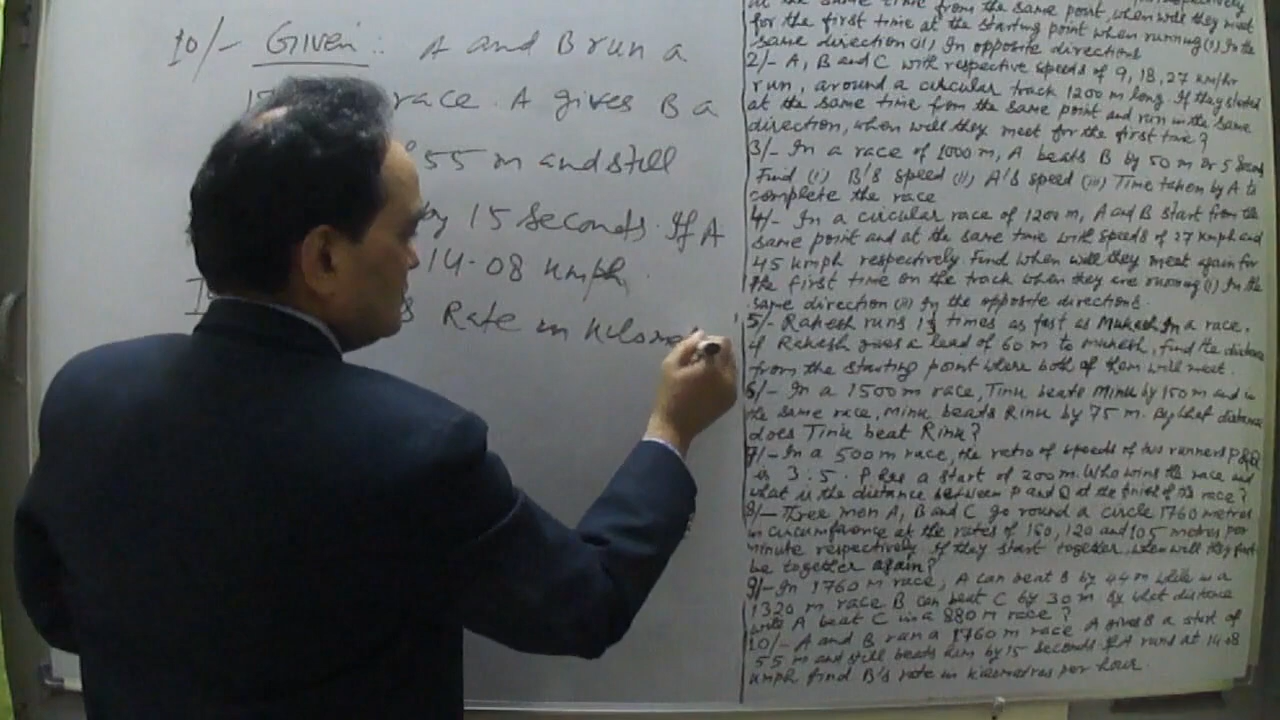 10/- Given :- A and B run a
race. A gives B a
55 m and still
by 15 seconds. If A
14.08 kmph.
Rate in kilome
at the same time from the same point, when will they meet
for the first time at the starting point when running (i) In the
same direction (ii) In opposite directions
2/- A, B and C with respective speeds of 9, 18, 27 km/hr
run, around a circular track 1200 m long. If they started
at the same time from the same point and run in the same
direction, when will they meet for the first time?
3/- In a race of 1000 m, A beats B by 50 m or 5 seconds
Find (i) B's speed (ii) A's speed (iii) Time taken by A to
complete the race
4/- In a circular race of 1200 m, A and B start from the
same point and at the same time with speeds of 27 kmph and
45 kmph respectively. Find when will they meet again for
the first time on the track when they are running (i) In the
same direction (ii) In the opposite directions.
5/- Rakesh runs times as fast as Mukesh. In a race,
if Rakesh gives a lead of 60 m to Mukesh, find the distance
from the starting point where both of them will meet.
6/- In a 1500 m race, Tinu beats Minu by 150 m and in
the same race, Minu beats Rinu by 75 m. By what distance
does Tinu beat Rinu?
7/- In a 500 m race, the ratio of speeds of two runners P & Q
is 3 : 5. P has a start of 200 m. Who wins the race and
what is the distance between P and Q at the finish of the race?
8/- Three men A, B and C go round a circle 1760 metres
in circumference at the rates of 160, 120 and 105 metres per
minute respectively. If they start together, when will they first
be together again?
9/- In 1760 m race, A can beat B by 44 m while in a
1320 m race B can beat C by 30 m. By what distance
will A beat C in a 880 m race?
10/- A and B run a 1760 m race A gives B a start of
55 m and still beats him by 15 seconds. If A runs at 14.08
kmph find B's rate in kilometres per hour.